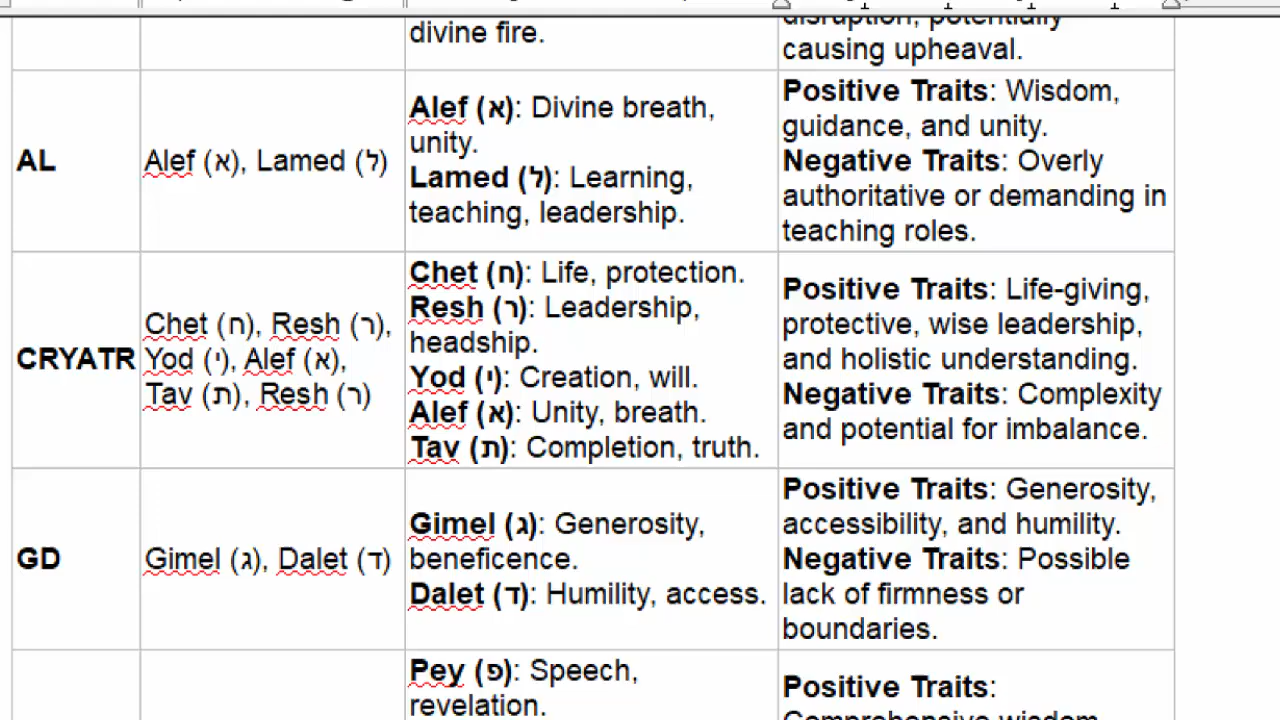 divine fire.
disruption, potentially
causing upheaval.
AL
Alef (א), Lamed (ל)
Alef (א): Divine breath,
unity.
Lamed (ל): Learning,
teaching, leadership.
Positive Traits: Wisdom,
guidance, and unity.
Negative Traits: Overly
authoritative or demanding in
teaching roles.
CRYATR
Chet (ח), Resh (ר),
Yod (י), Alef (א),
Tav (ת), Resh (ר)
Chet (ח): Life, protection.
Resh (ר): Leadership,
headship.
Yod (י): Creation, will.
Alef (א): Unity, breath.
Tav (ת): Completion, truth.
Positive Traits: Life-giving,
protective, wise leadership,
and holistic understanding.
Negative Traits: Complexity
and potential for imbalance.
GD
Gimel (ג), Dalet (ד)
Gimel (ג): Generosity,
beneficence.
Dalet (ד): Humility, access.
Positive Traits: Generosity,
accessibility, and humility.
Negative Traits: Possible
lack of firmness or
boundaries.
Pey (פ): Speech,
revelation.
Positive Traits:
Comprehensive wisdom